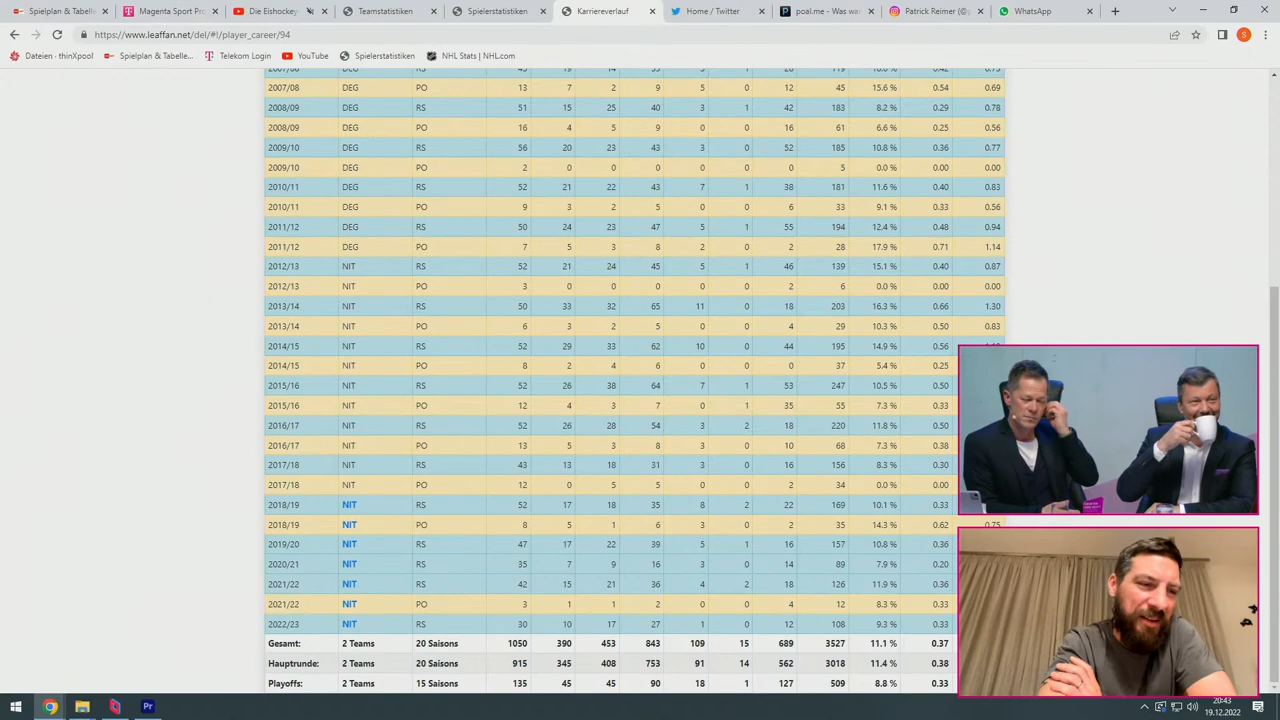 Spielplan & Tabelle
Magenta Sport Pro
Die Eishockey
Teamstatistiken
Spielerstatistiken
Karriereverlauf
Home / Twitter
poal.me - Was wa
Patrick Reimer (@g
WhatsApp
https://www.leaffan.net/del/#!/player_career/94
Dateien - thinXpool
Spielplan & Tabelle...
Telekom Login
YouTube
Spielerstatistiken
NHL Stats | NHL.com
2007/08 DEG PO 13 7 2 9 5 0 12 45 15.6 % 0.54 0.69
2008/09 DEG RS 51 15 25 40 3 1 42 183 8.2 % 0.29 0.78
2008/09 DEG PO 16 4 5 9 0 0 16 61 6.6 % 0.25 0.56
2009/10 DEG RS 56 20 23 43 3 0 52 185 10.8 % 0.36 0.77
2009/10 DEG PO 2 0 0 0 0 0 0 5 0.0 % 0.00 0.00
2010/11 DEG RS 52 21 22 43 7 1 38 181 11.6 % 0.40 0.83
2010/11 DEG PO 9 3 2 5 0 0 6 33 9.1 % 0.33 0.56
2011/12 DEG RS 50 24 23 47 5 1 55 194 12.4 % 0.48 0.94
2011/12 DEG PO 7 5 3 8 2 0 2 28 17.9 % 0.71 1.14
2012/13 NIT RS 52 21 24 45 5 1 46 139 15.1 % 0.40 0.87
2012/13 NIT PO 3 0 0 0 0 0 2 6 0.0 % 0.00 0.00
2013/14 NIT RS 50 33 32 65 11 0 18 203 16.3 % 0.66 1.30
2013/14 NIT PO 6 3 2 5 0 0 4 29 10.3 % 0.50 0.83
2014/15 NIT RS 52 29 33 62 10 0 44 195 14.9 % 0.56
2014/15 NIT PO 8 2 4 6 0 0 0 37 5.4 % 0.25
2015/16 NIT RS 52 26 38 64 7 1 53 247 10.5 % 0.50
2015/16 NIT PO 12 4 3 7 0 1 35 55 7.3 % 0.33
2016/17 NIT RS 52 26 28 54 3 2 18 220 11.8 % 0.50
2016/17 NIT PO 13 5 3 8 3 0 10 68 7.3 % 0.38
2017/18 NIT RS 43 13 18 31 3 0 16 156 8.3 % 0.30
2017/18 NIT PO 12 0 5 5 0 0 2 34 0.0 % 0.00
2018/19 NIT RS 52 17 18 35 8 2 22 169 10.1 % 0.33
2018/19 NIT PO 8 5 1 6 3 0 2 35 14.3 % 0.62 0.75
2019/20 NIT RS 47 17 22 39 5 1 16 157 10.8 % 0.36
2020/21 NIT RS 35 7 9 16 3 0 14 89 7.9 % 0.20
2021/22 NIT RS 42 15 21 36 4 2 18 126 11.9 % 0.36
2021/22 NIT PO 3 1 1 2 0 0 4 12 8.3 % 0.33
2022/23 NIT RS 30 10 17 27 1 0 12 108 9.3 % 0.33
Gesamt: 2 Teams 20 Saisons 1050 390 453 843 109 15 689 3527 11.1 % 0.37
Hauptrunde: 2 Teams 20 Saisons 915 345 408 753 91 14 562 3018 11.4 % 0.38
Playoffs: 2 Teams 15 Saisons 135 45 45 90 18 1 127 509 8.8 % 0.33
20:43
19.12.2022